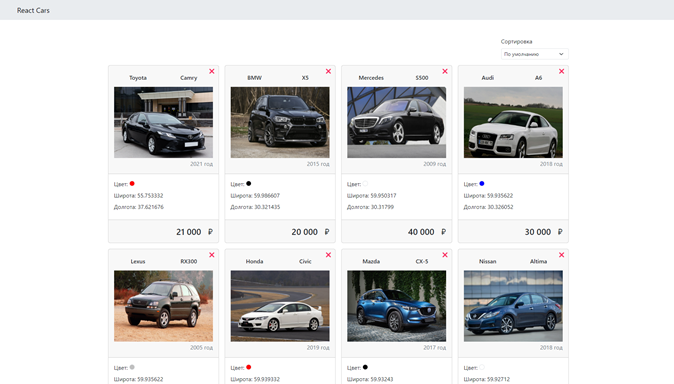 React Cars
Сортировка
По умолчанию
Toyota Camry
2021 год
Цвет:
Широта: 55.753332
Долгота: 37.621676
21 000 ₽
BMW X5
2015 год
Цвет:
Широта: 59.986607
Долгота: 30.321435
20 000 ₽
Mercedes S500
2009 год
Цвет:
Широта: 59.950317
Долгота: 30.31799
40 000 ₽
Audi A6
2018 год
Цвет:
Широта: 59.935622
Долгота: 30.326052
30 000 ₽
Lexus RX300
2005 год
Цвет:
Широта: 59.935622
Honda Civic
2019 год
Цвет:
Широта: 59.939332
Mazda CX-5
2017 год
Цвет:
Широта: 59.93243
Nissan Altima
2018 год
Цвет:
Широта: 59.92712